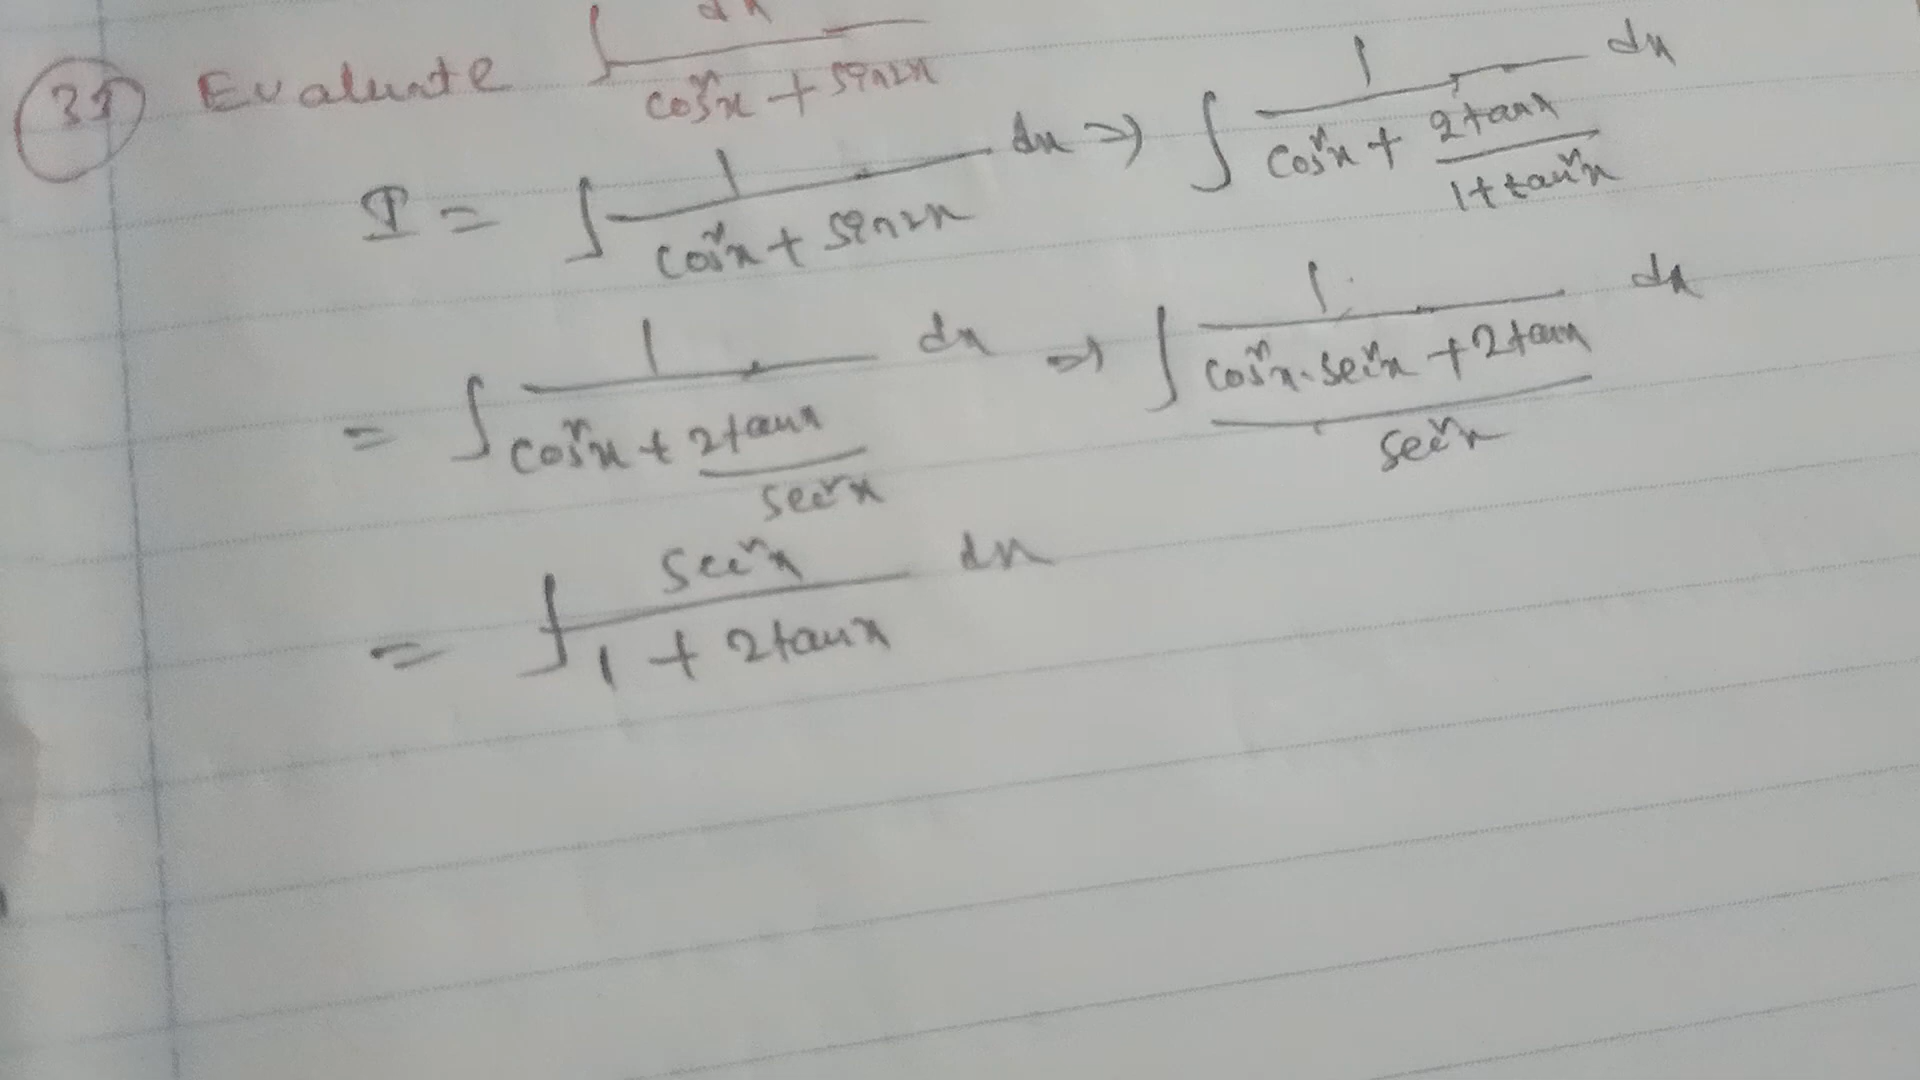 31 Evaluate ∫ dx / (cos²x + sin2x)
I = ∫ 1 / (cos²x + sin2x) dx ⇒ ∫ 1 / (cos²x + 2tanx / (1+tan²x)) dx
= ∫ 1 / (cos²x + 2tanx / sec²x) dx ⇒ ∫ 1 / ((cos²x · sec²x + 2tanx) / sec²x) dx
= ∫ sec²x / (1 + 2tanx) dx